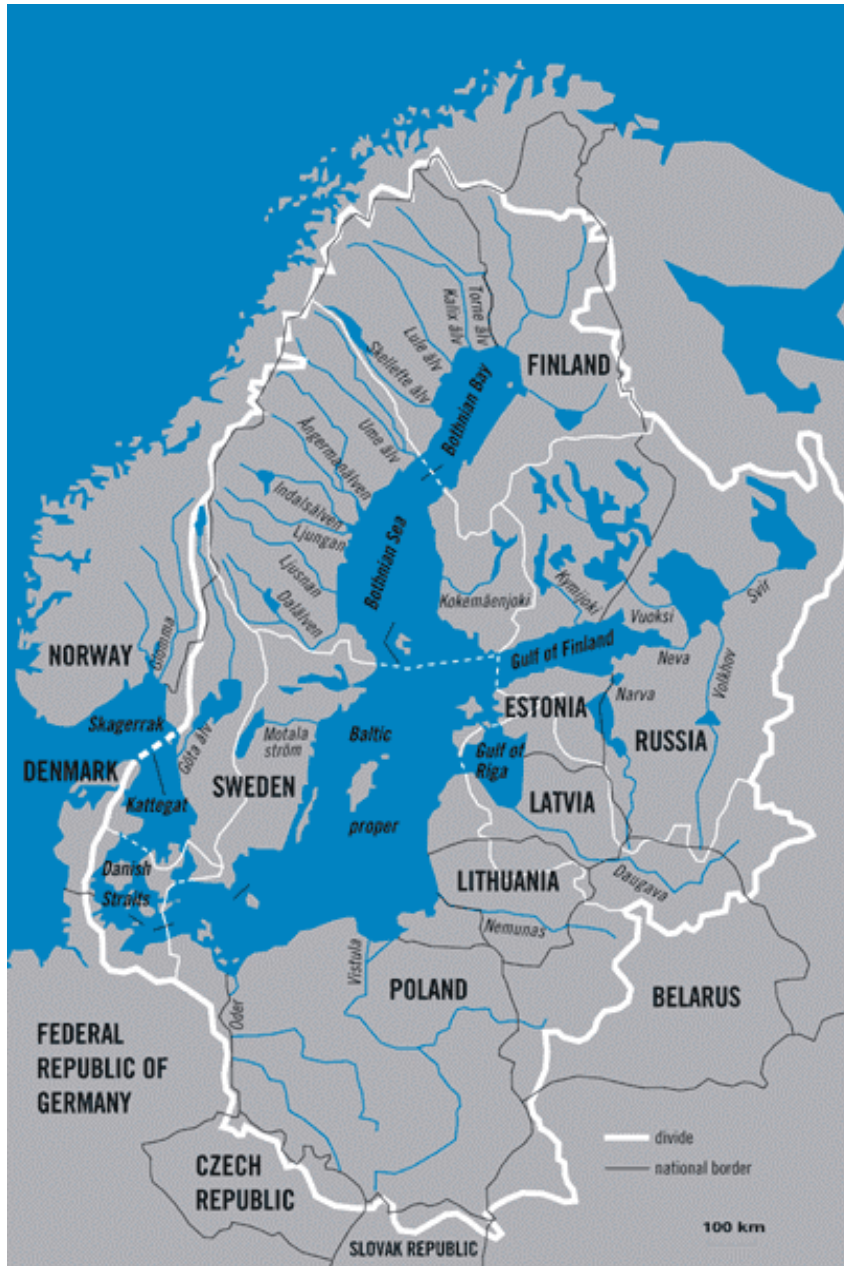 Torne älv
Kalix älv
Lule älv
Skellefte älv
FINLAND
Bothnian Bay
Ume älv
Ångermanälven
Indalsälven
Ljungan
Bothnian Sea
Ljusnan
Dalälven
Kokemäenjoki
Kymijoki
Vuoksi
Svir
NORWAY
Glomma
Gulf of Finland
Neva
Volkhov
Skagerrak
Göta älv
Motala
ström
Baltic
ESTONIA
Narva
RUSSIA
DENMARK
SWEDEN
Gulf of
Riga
Kattegat
LATVIA
proper
Danish
Straits
LITHUANIA
Daugava
Nemunas
Vistula
Oder
POLAND
BELARUS
FEDERAL
REPUBLIC OF
GERMANY
divide
national border
CZECH
REPUBLIC
100 km
SLOVAK REPUBLIC